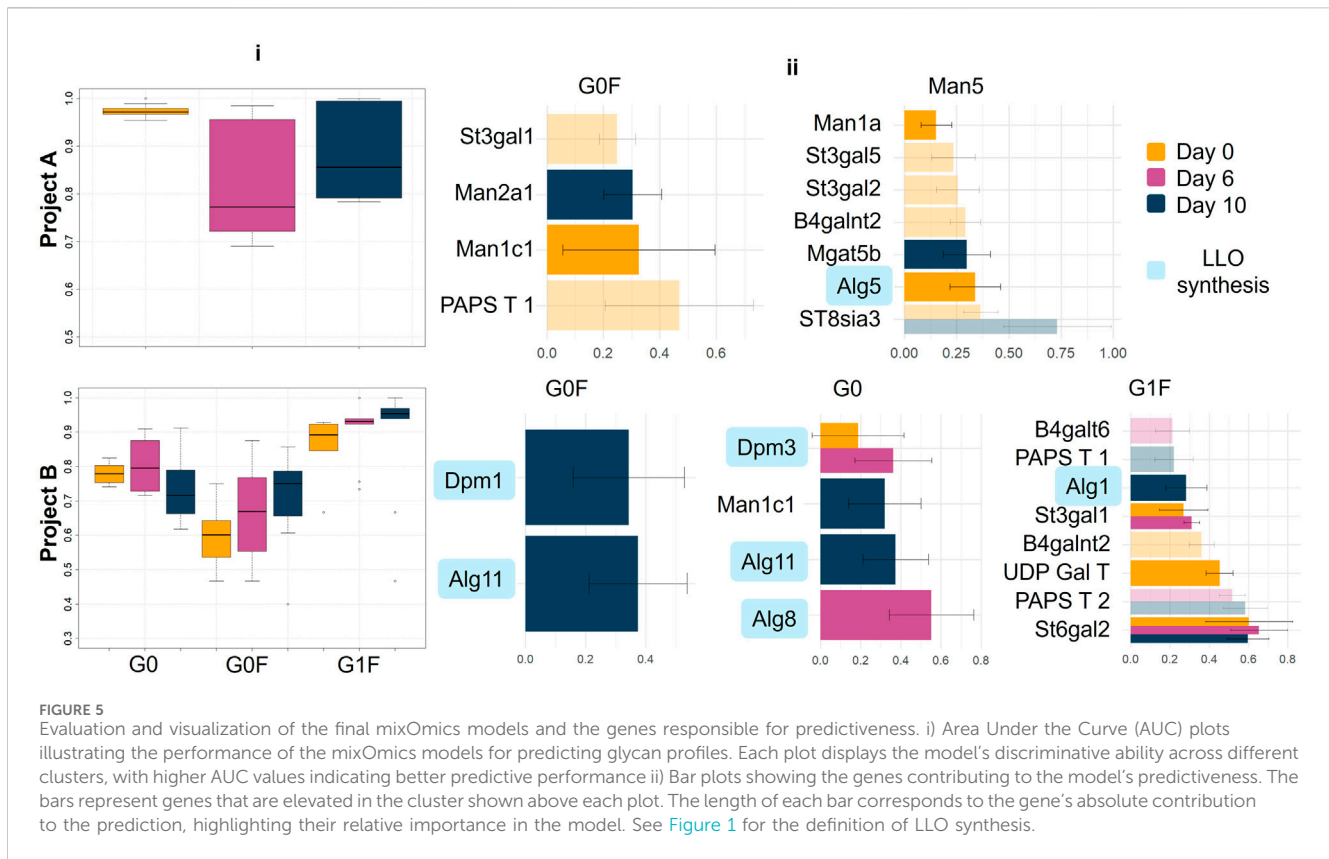 i
ii
Project A
1.0
0.9
0.8
0.7
0.6
0.5
G0F
St3gal1
Man2a1
Man1c1
PAPS T 1
0.0 0.2 0.4 0.6
Man5
Man1a
St3gal5
St3gal2
B4galnt2
Mgat5b
Alg5
ST8sia3
0.00 0.25 0.50 0.75 1.00
Day 0
Day 6
Day 10
LLO
synthesis
Project B
1.0
0.9
0.8
0.7
0.6
0.5
0.4
0.3
G0 G0F G1F
G0F
Dpm1
Alg11
0.0 0.2 0.4
G0
Dpm3
Man1c1
Alg11
Alg8
0.0 0.2 0.4 0.6 0.8
G1F
B4galt6
PAPS T 1
Alg1
St3gal1
B4galnt2
UDP Gal T
PAPS T 2
St6gal2
0.0 0.2 0.4 0.6 0.8
FIGURE 5
Evaluation and visualization of the final mixOmics models and the genes responsible for predictiveness. i) Area Under the Curve (AUC) plots
illustrating the performance of the mixOmics models for predicting glycan profiles. Each plot displays the model's discriminative ability across different
clusters, with higher AUC values indicating better predictive performance ii) Bar plots showing the genes contributing to the model's predictiveness. The
bars represent genes that are elevated in the cluster shown above each plot. The length of each bar corresponds to the gene's absolute contribution
to the prediction, highlighting their relative importance in the model. See Figure 1 for the definition of LLO synthesis.